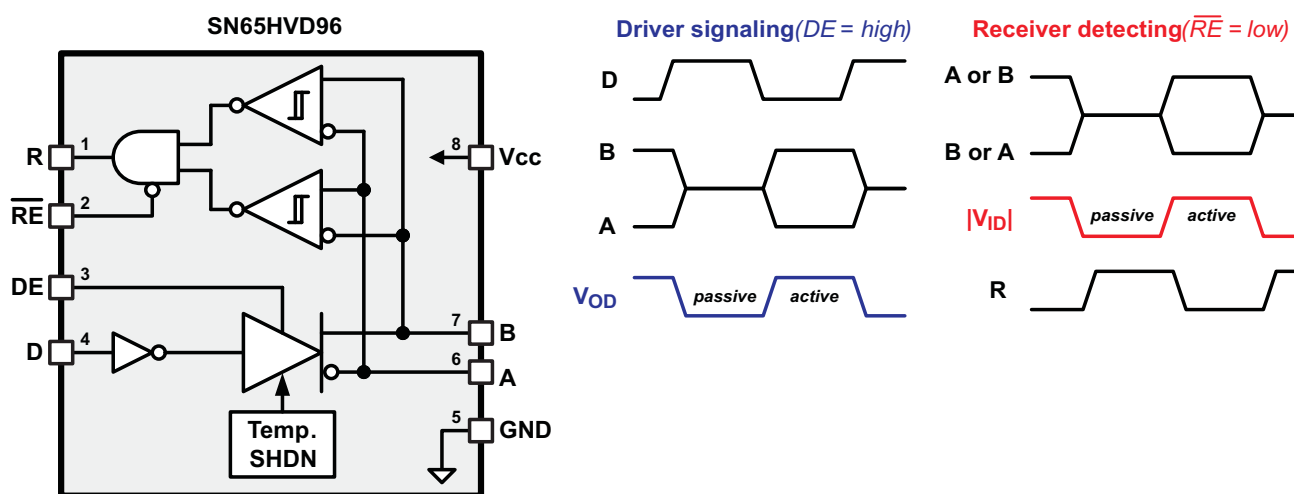 SN65HVD96
R
1
RE
2
DE
3
D
4
8
Vcc
7
B
6
A
5
GND
Temp.
SHDN
Driver signaling(DE = high)
D
B
A
VOD
passive
active
Receiver detecting(RE = low)
A or B
B or A
|VID|
passive
active
R